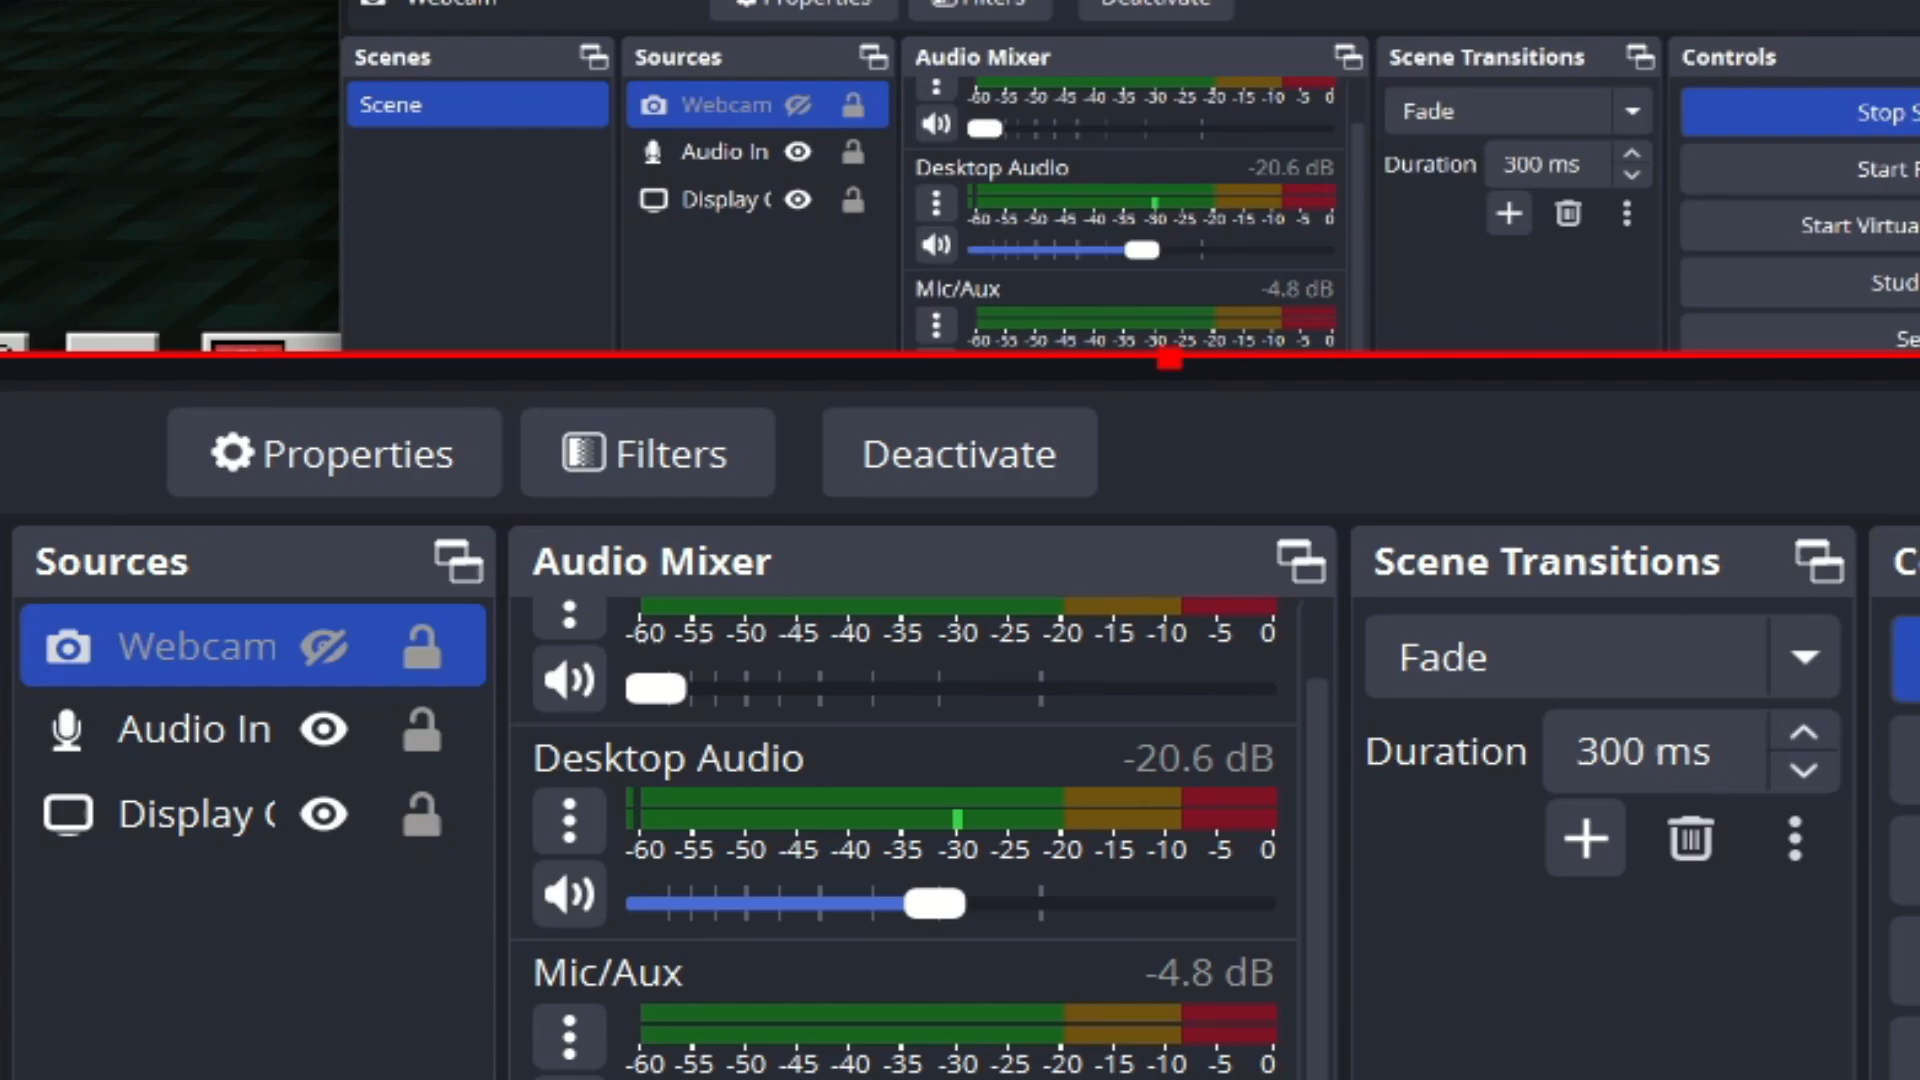 Webcam Properties Filters Deactivate
Scenes Sources Audio Mixer Scene Transitions Controls
Scene Webcam -60 -55 -50 -45 -40 -35 -30 -25 -20 -15 -10 -5 0 Fade Stop S
Audio In Desktop Audio -20.6 dB Duration 300 ms Start
Display
-60 -55 -50 -45 -40 -35 -30 -25 -20 -15 -10 -5 0 Start Virtua
Mic/Aux -4.8 dB Stud
-60 -55 -50 -45 -40 -35 -30 -25 -20 -15 -10 -5 0 Se
Properties Filters Deactivate
Sources Audio Mixer Scene Transitions C
Webcam -60 -55 -50 -45 -40 -35 -30 -25 -20 -15 -10 -5 0 Fade
Audio In Desktop Audio -20.6 dB Duration 300 ms
Display
-60 -55 -50 -45 -40 -35 -30 -25 -20 -15 -10 -5 0
Mic/Aux -4.8 dB
-60 -55 -50 -45 -40 -35 -30 -25 -20 -15 -10 -5 0